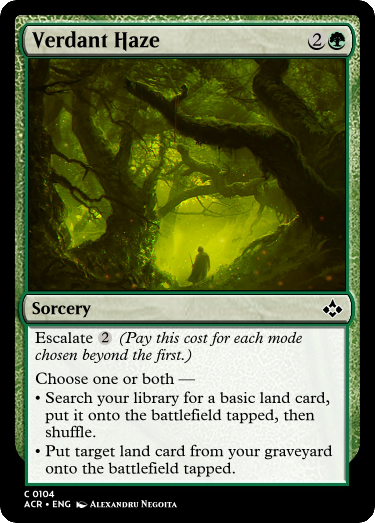 Verdant Haze 2
Sorcery
Escalate 2 (Pay this cost for each mode
chosen beyond the first.)
Choose one or both —
• Search your library for a basic land card,
put it onto the battlefield tapped, then
shuffle.
• Put target land card from your graveyard
onto the battlefield tapped.
C 0104
ACR • ENG Alexandru Negoita